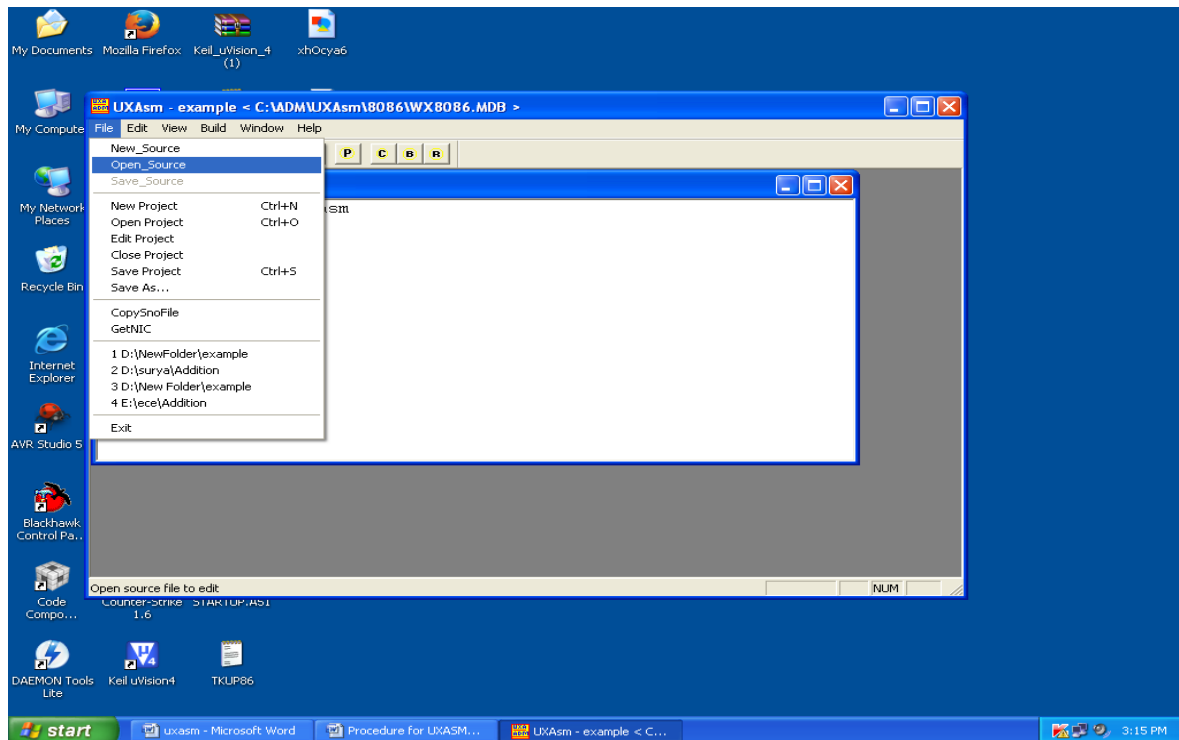 My Documents
Mozilla Firefox
Keil_uVision_4
(1)
xhOcya6
My Compute
UXAsm - example < C:\ADM\UXAsm\8086\WX8086.MDB >
File Edit View Build Window Help
P C B R
New_Source
Open_Source
Save_Source
New Project Ctrl+N
Open Project Ctrl+O
Edit Project
Close Project
Save Project Ctrl+S
Save As...
CopySnoFile
GetNIC
1 D:\NewFolder\example
2 D:\surya\Addition
3 D:\New Folder\example
4 E:\ece\Addition
Exit
sm
Open source file to edit
NUM
My Network
Places
Recycle Bin
Internet
Explorer
AVR Studio 5
Blackhawk
Control Pa..
Code
Compo...
Counter-Strike
1.6
STARTUP.A51
DAEMON Tools
Lite
Keil uVision4
TKUP86
start
uxasm - Microsoft Word
Procedure for UXASM...
UXAsm - example < C...
3:15 PM